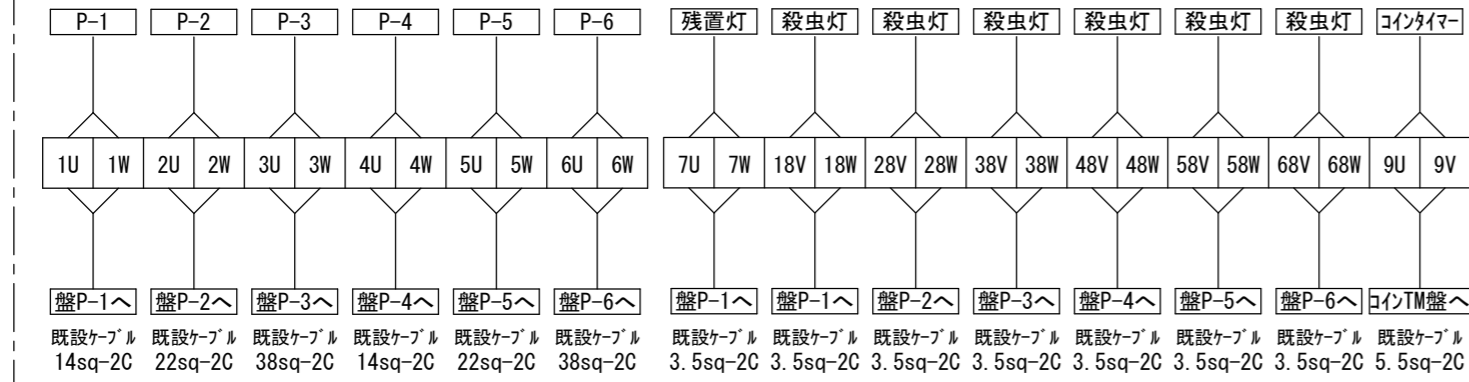 P-1 P-2 P-3 P-4 P-5 P-6 残置灯 殺虫灯 殺虫灯 殺虫灯 殺虫灯 殺虫灯 殺虫灯 ｺｲﾝﾀｲﾏｰ
1U 1W 2U 2W 3U 3W 4U 4W 5U 5W 6U 6W 7U 7W 18V 18W 28V 28W 38V 38W 48V 48W 58V 58W 68V 68W 9U 9V
盤P-1へ 盤P-2へ 盤P-3へ 盤P-4へ 盤P-5へ 盤P-6へ 盤P-1へ 盤P-1へ 盤P-2へ 盤P-3へ 盤P-4へ 盤P-5へ 盤P-6へ ｺｲﾝTM盤へ
既設ｹｰﾌﾞﾙ 既設ｹｰﾌﾞﾙ 既設ｹｰﾌﾞﾙ 既設ｹｰﾌﾞﾙ 既設ｹｰﾌﾞﾙ 既設ｹｰﾌﾞﾙ 既設ｹｰﾌﾞﾙ 既設ｹｰﾌﾞﾙ 既設ｹｰﾌﾞﾙ 既設ｹｰﾌﾞﾙ 既設ｹｰﾌﾞﾙ 既設ｹｰﾌﾞﾙ 既設ｹｰﾌﾞﾙ 既設ｹｰﾌﾞﾙ
14sq-2C 22sq-2C 38sq-2C 14sq-2C 22sq-2C 38sq-2C 3.5sq-2C 3.5sq-2C 3.5sq-2C 3.5sq-2C 3.5sq-2C 3.5sq-2C 3.5sq-2C 5.5sq-2C